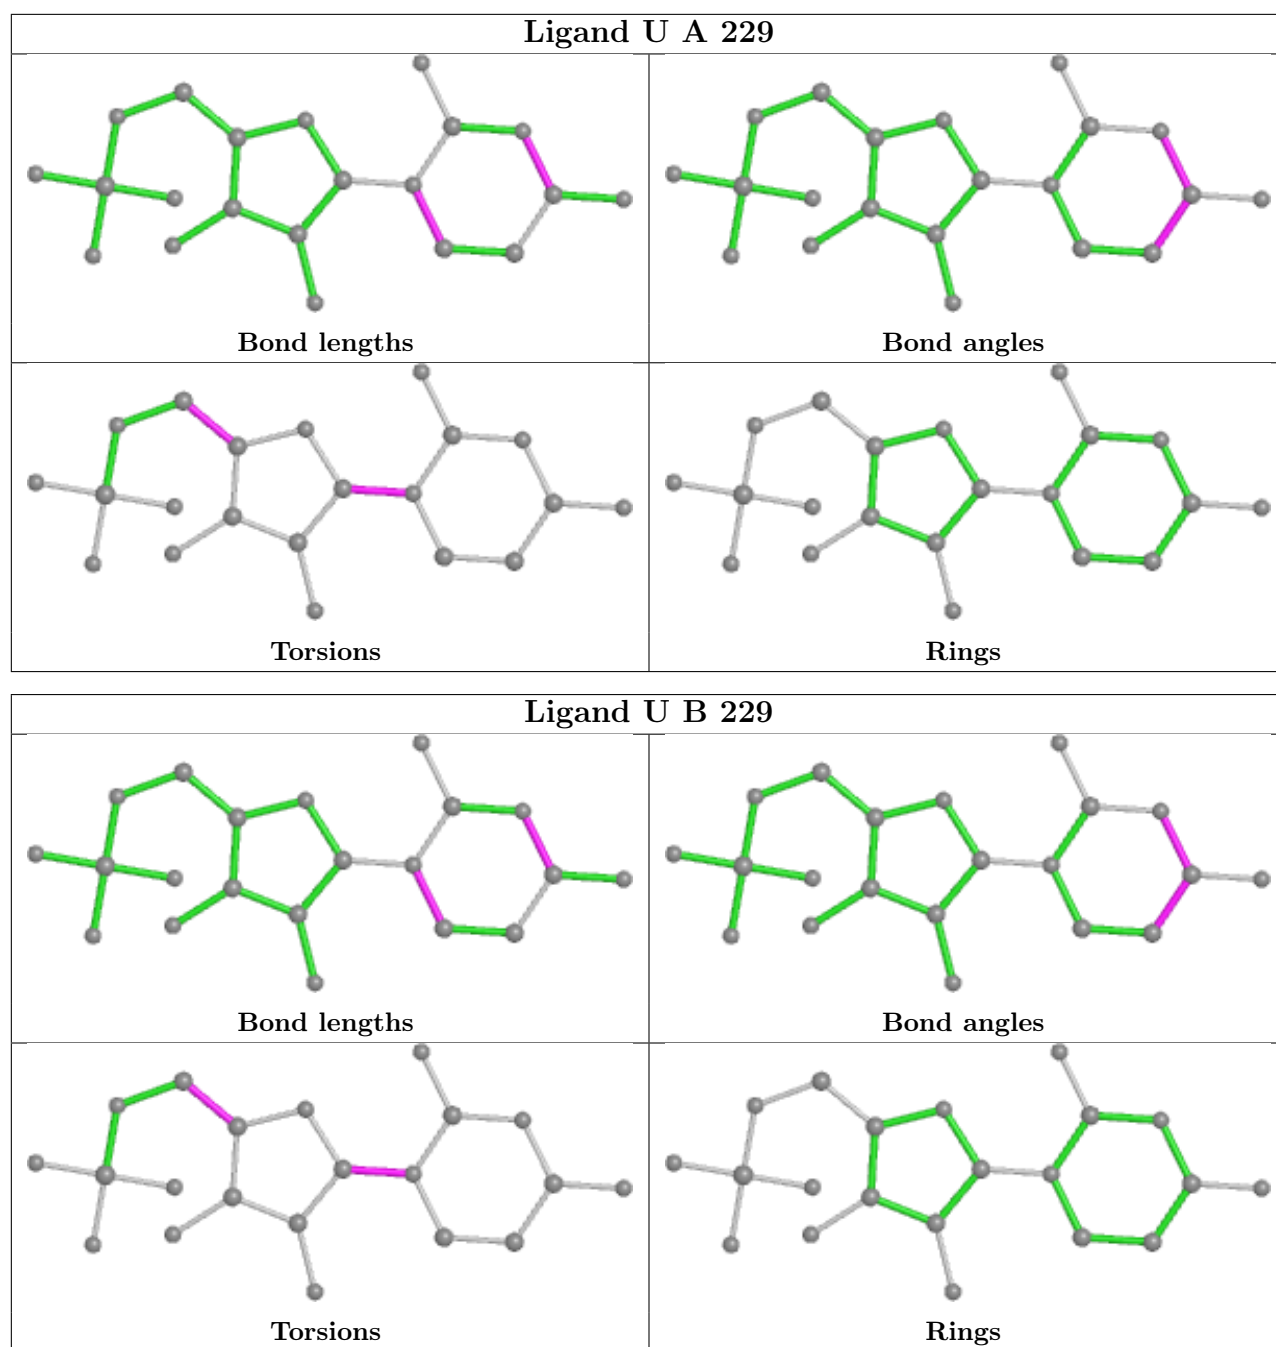 Ligand U A 229
Bond lengths
Bond angles
Torsions
Rings
Ligand U B 229
Bond lengths
Bond angles
Torsions
Rings